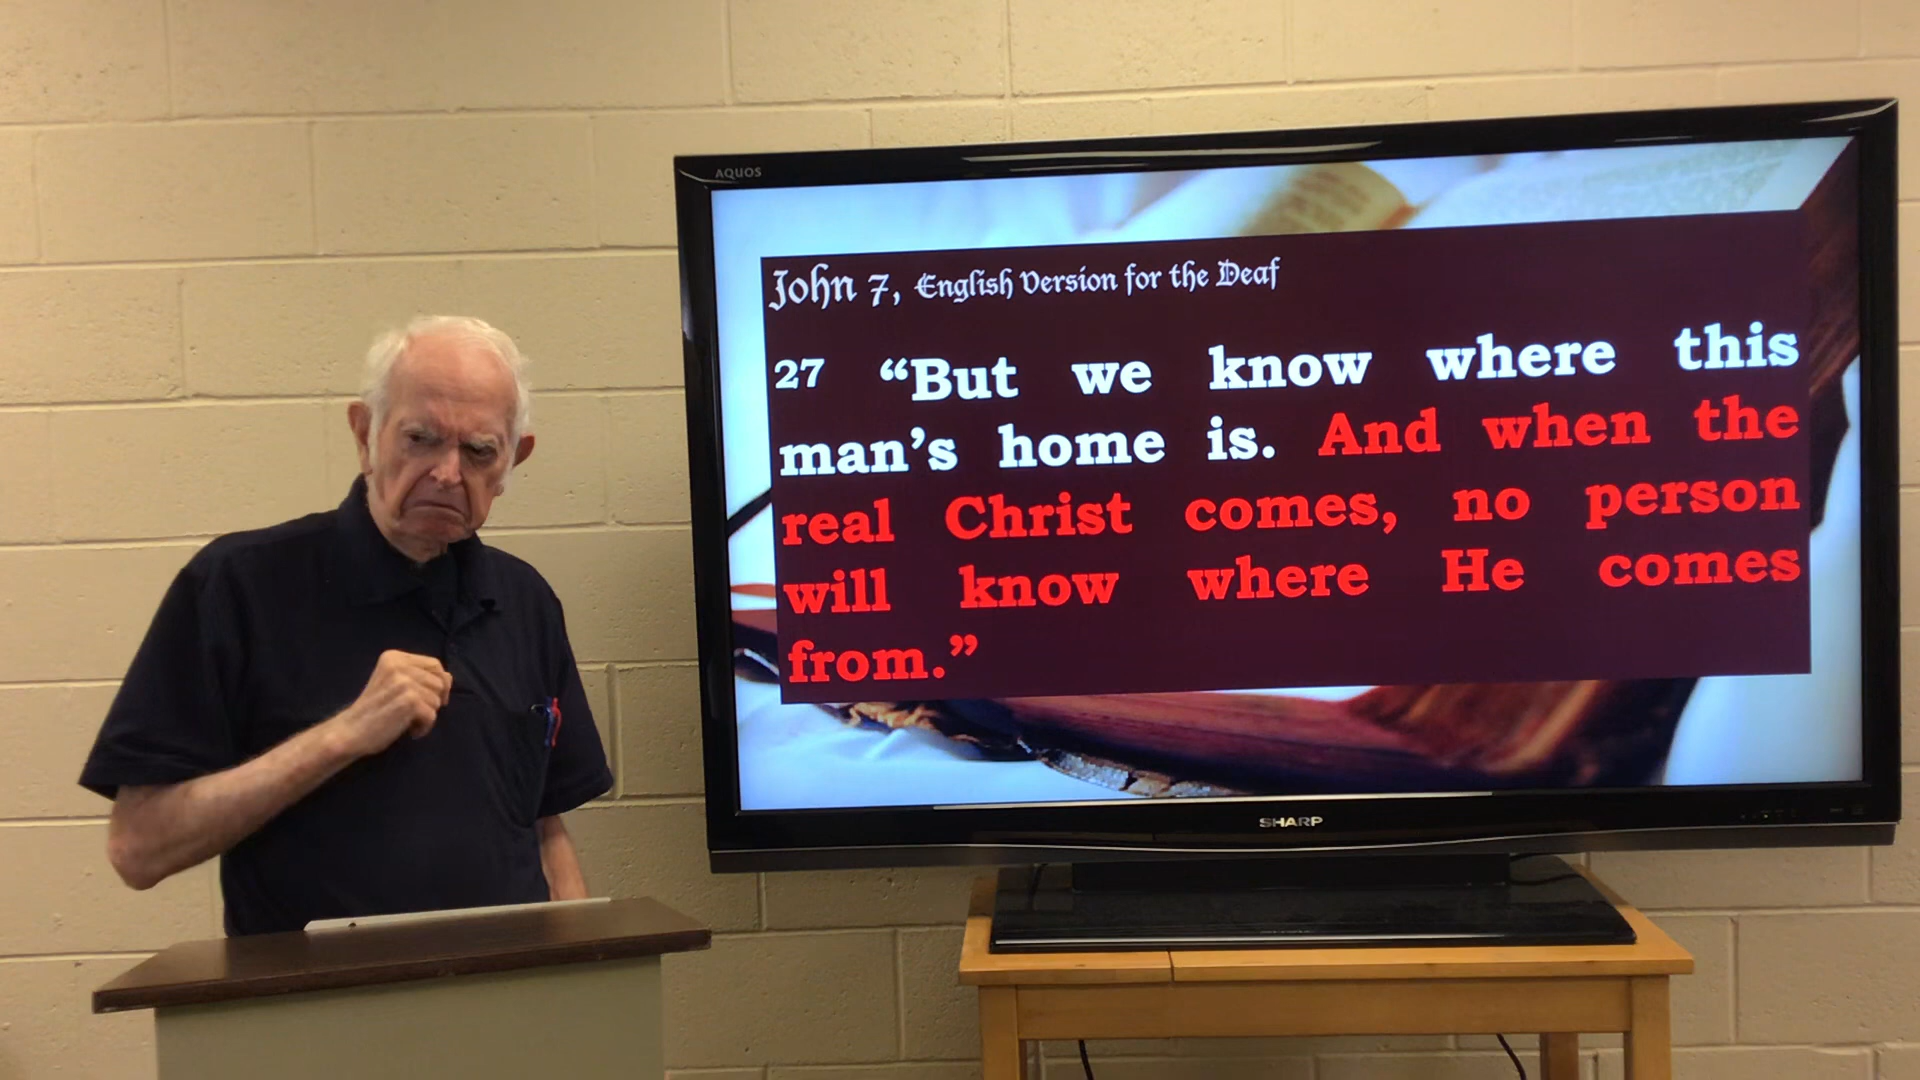 AQUOS
John 7, English Version for the Deaf
27 “But we know where this
man’s home is. And when the
real Christ comes, no person
will know where He comes
from.”
SHARP